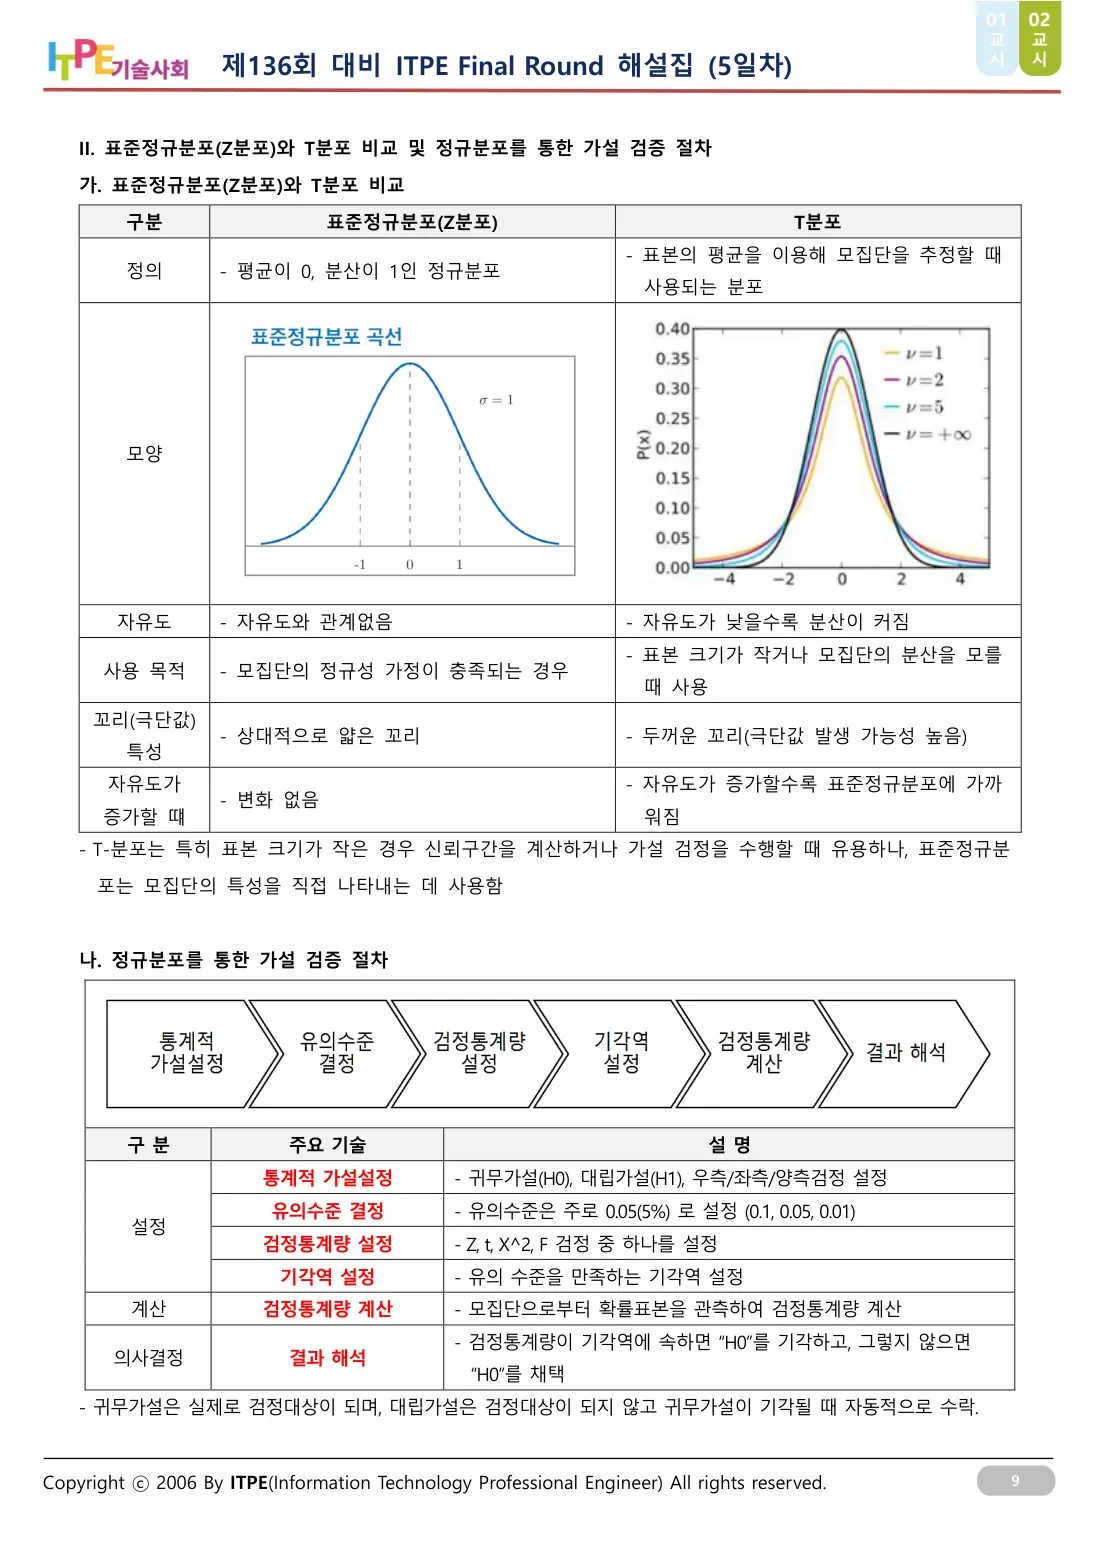 ITPE기술사회 제136회 대비 ITPE Final Round 해설집 (5일차)
01 교시
02 교시
II. 표준정규분포(Z분포)와 T분포 비교 및 정규분포를 통한 가설 검증 절차
가. 표준정규분포(Z분포)와 T분포 비교
구분 표준정규분포(Z분포) T분포
정의 - 평균이 0, 분산이 1인 정규분포 - 표본의 평균을 이용해 모집단을 추정할 때
사용되는 분포
모양
표준정규분포 곡선
σ = 1
-1 0 1
0.40
0.35
0.30
0.25
0.20
0.15
0.10
0.05
0.00
P(x)
ν=1
ν=2
ν=5
ν=+∞
−4 −2 0 2 4
자유도 - 자유도와 관계없음 - 자유도가 낮을수록 분산이 커짐
사용 목적 - 모집단의 정규성 가정이 충족되는 경우 - 표본 크기가 작거나 모집단의 분산을 모를
때 사용
꼬리(극단값)
특성
- 상대적으로 얇은 꼬리 - 두꺼운 꼬리(극단값 발생 가능성 높음)
자유도가
증가할 떄
- 변화 없음 - 자유도가 증가할수록 표준정규분포에 가까
워짐
- T-분포는 특히 표본 크기가 작은 경우 신뢰구간을 계산하거나 가설 검정을 수행할 때 유용하나, 표준정규분
포는 모집단의 특성을 직접 나타내는 데 사용함
나. 정규분포를 통한 가설 검증 절차
통계적
가설설정
유의수준
결정
검정통계량
설정
기각역
설정
검정통계량
계산
결과 해석
구 분 주요 기술 설 명
설정
통계적 가설설정 - 귀무가설(H0), 대립가설(H1), 우측/좌측/양측검정 설정
유의수준 결정 - 유의수준은 주로 0.05(5%) 로 설정 (0.1, 0.05, 0.01)
검정통계량 설정 - Z, t, X^2, F 검정 중 하나를 설정
기각역 설정 - 유의 수준을 만족하는 기각역 설정
계산 검정통계량 계산 - 모집단으로부터 확률표본을 관측하여 검정통계량 계산
의사결정 결과 해석 - 검정통계량이 기각역에 속하면 “H0”를 기각하고, 그렇지 않으면
“H0”를 채택
- 귀무가설은 실제로 검정대상이 되며, 대립가설은 검정대상이 되지 않고 귀무가설이 기각될 때 자동적으로 수락.
Copyright ⓒ 2006 By ITPE(Information Technology Professional Engineer) All rights reserved. 9